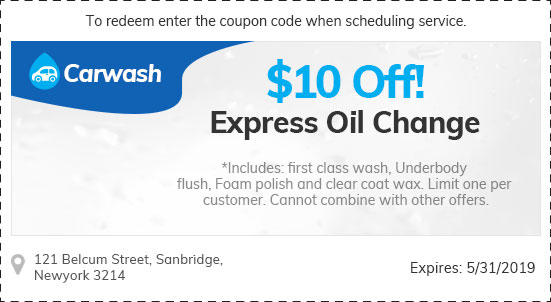 To redeem enter the coupon code when scheduling service.
Carwash
$10 Off!
Express Oil Change
*Includes: first class wash, Underbody
flush, Foam polish and clear coat wax. Limit one per
customer. Cannot combine with other offers.
121 Belcum Street, Sanbridge,
Newyork 3214
Expires: 5/31/2019